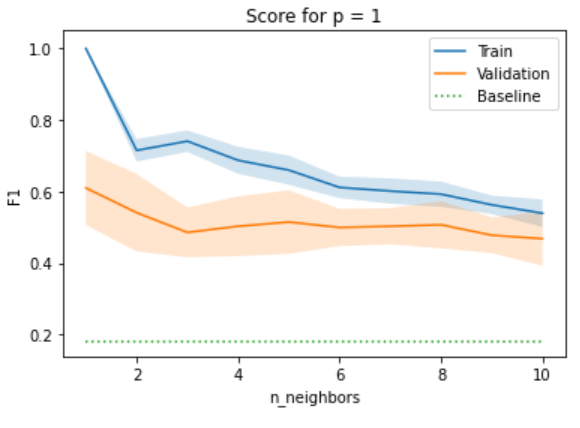 Score for p = 1
1.0
0.8
0.6
0.4
0.2
F1
Train
Validation
Baseline
2
4
6
8
10
n_neighbors